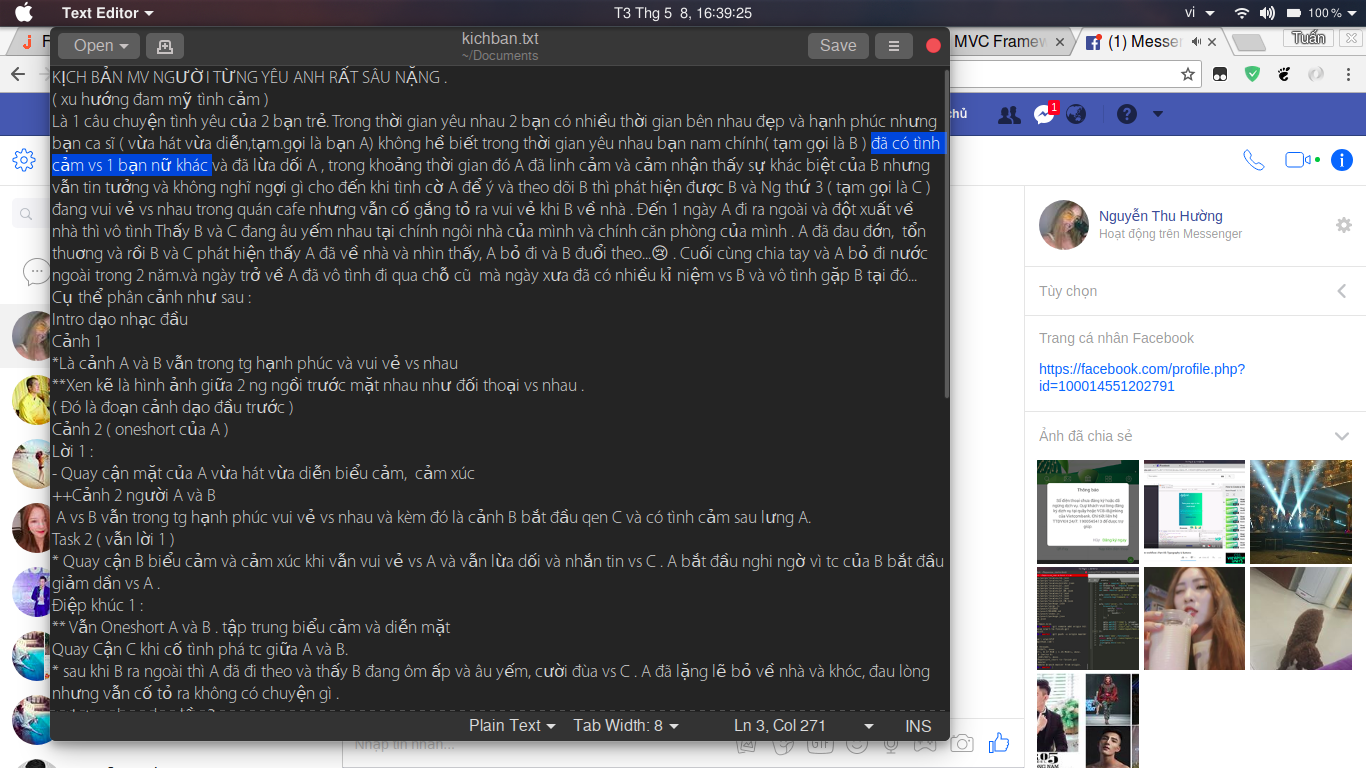 Text Editor
T3 Thg 5 8, 16:39:25
vi
100 %
Open
kichban.txt
~/Documents
Save
MVC Framew
(1) Messen
Tuấn
KỊCH BẢN MV NGƯỜI TỪNG YÊU ANH RẤT SÂU NẶNG .
( xu hướng đam mỹ tình cảm )
Là 1 câu chuyện tình yêu của 2 bạn trẻ. Trong thời gian yêu nhau 2 bạn có nhiều thời gian bên nhau đẹp và hạnh phúc nhưng
bạn ca sĩ ( vừa hát vừa diễn,tạm.gọi là bạn A) không hề biết trong thời gian yêu nhau bạn nam chính( tạm gọi là B ) đã có tình
cảm vs 1 bạn nữ khác và đã lừa dối A , trong khoảng thời gian đó A đã linh cảm và cảm nhận thấy sự khác biệt của B nhưng
vẫn tin tưởng và không nghĩ ngợi gì cho đến khi tình cờ A để ý và theo dõi B thì phát hiện được B và Ng thứ 3 ( tạm gọi là C )
đang vui vẻ vs nhau trong quán cafe nhưng vẫn cố gắng tỏ ra vui vẻ khi B về nhà . Đến 1 ngày A đi ra ngoài và đột xuất về
nhà thì vô tình Thấy B và C đang âu yếm nhau tại chính ngôi nhà của mình và chính căn phòng của mình . A đã đau đớn,  tổn
thương và rồi B và C phát hiện thấy A đã về nhà và nhìn thấy, A bỏ đi và B đuổi theo...😢 . Cuối cùng chia tay và A bỏ đi nước
ngoài trong 2 năm.và ngày trở về A đã vô tình đi qua chỗ cũ  mà ngày xưa đã có nhiều kỉ niệm vs B và vô tình gặp B tại đó...
Cụ thể phân cảnh như sau :
Intro dạo nhạc đầu
Cảnh 1
*Là cảnh A và B vẫn trong tg hạnh phúc và vui vẻ vs nhau
**Xen kẽ là hình ảnh giữa 2 ng ngồi trước mặt nhau như đối thoại vs nhau .
( Đó là đoạn cảnh dạo đầu trước )
Cảnh 2 ( oneshort của A )
Lời 1 :
- Quay cận mặt của A vừa hát vừa diễn biểu cảm,  cảm xúc
++Cảnh 2 người A và B
A vs B vẫn trong tg hạnh phúc vui vẻ vs nhau và kèm đó là cảnh B bắt đầu qen C và có tình cảm sau lưng A.
Task 2 ( vẫn lời 1 )
* Quay cận B biểu cảm và cảm xúc khi vẫn vui vẻ vs A và vẫn lừa dối và nhắn tin vs C . A bắt đầu nghi ngờ vì tc của B bắt đầu
giảm dần vs A .
Điệp khúc 1 :
** Vẫn Oneshort A và B . tập trung biểu cảm và diễn mặt
Quay Cận C khi cố tình phá tc giữa A và B.
* sau khi B ra ngoài thì A đã đi theo và thấy B đang ôm ấp và âu yếm, cười đùa vs C . A đã lặng lẽ bỏ về nhà và khóc, đau lòng
nhưng vẫn cố tỏ ra không có chuyện gì .
Plain Text
Tab Width: 8
Ln 3, Col 271
INS
chủ
1
Nguyễn Thu Hường
Hoạt động trên Messenger
Tùy chọn
Trang cá nhân Facebook
https://facebook.com/profile.php?
id=100014551202791
Ảnh đã chia sẻ
Thông báo
Nhập tin nhắn...
GIF